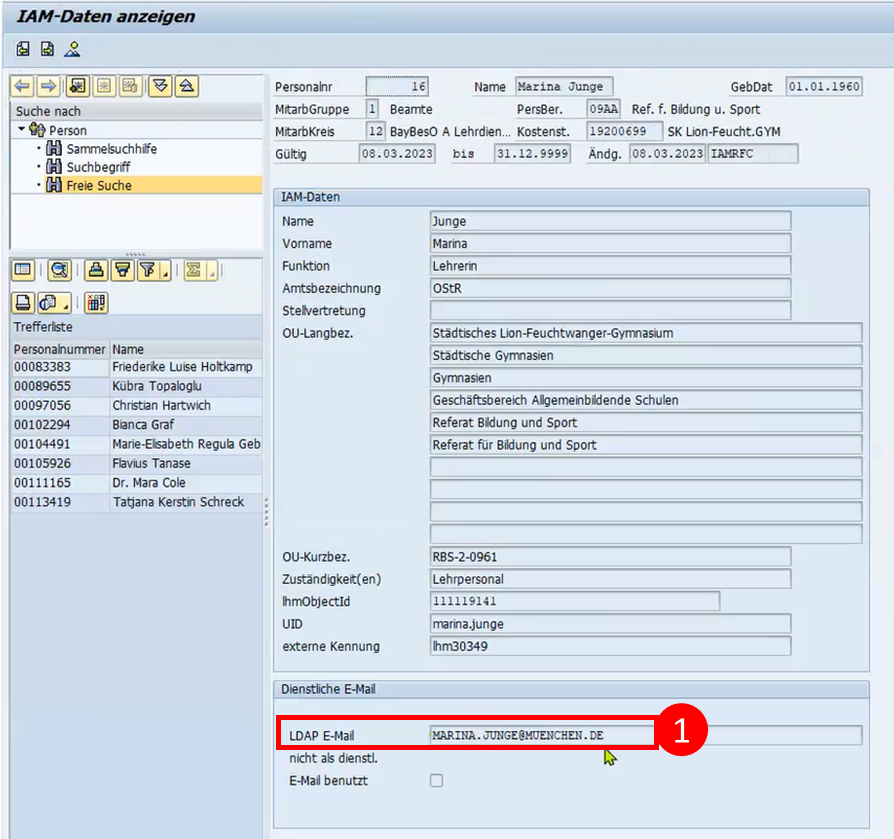 IAM-Daten anzeigen
Suche nach
Person
Sammelsuchhilfe
Suchbegriff
Freie Suche
Trefferliste
Personalnummer Name
00083383 Friederike Luise Holtkamp
00089655 Kübra Topaloglu
00097056 Christian Hartwich
00102294 Bianca Graf
00104491 Marie-Elisabeth Regula Geb
00105926 Flavius Tanase
00111165 Dr. Mara Cole
00113419 Tatjana Kerstin Schreck
Personalnr 16 Name Marina Junge GebDat 01.01.1960
MitarbGruppe 1 Beamte PersBer. 09AA Ref. f. Bildung u. Sport
MitarbKreis 12 BayBesO A Lehrdien... Kostenst. 19200699 SK Lion-Feucht.GYM
Gültig 08.03.2023 bis 31.12.9999 Ändg. 08.03.2023 IAMRFC
IAM-Daten
Name Junge
Vorname Marina
Funktion Lehrerin
Amtsbezeichnung OStR
Stellvertretung
OU-Langbez. Städtisches Lion-Feuchtwanger-Gymnasium
Städtische Gymnasien
Gymnasien
Geschäftsbereich Allgemeinbildende Schulen
Referat Bildung und Sport
Referat für Bildung und Sport
OU-Kurzbez. RBS-2-0961
Zuständigkeit(en) Lehrpersonal
lhmObjectId 111119141
UID marina.junge
externe Kennung lhm30349
Dienstliche E-Mail
LDAP E-Mail MARINA.JUNGE@MUENCHEN.DE 1
nicht als dienstl.
E-Mail benutzt